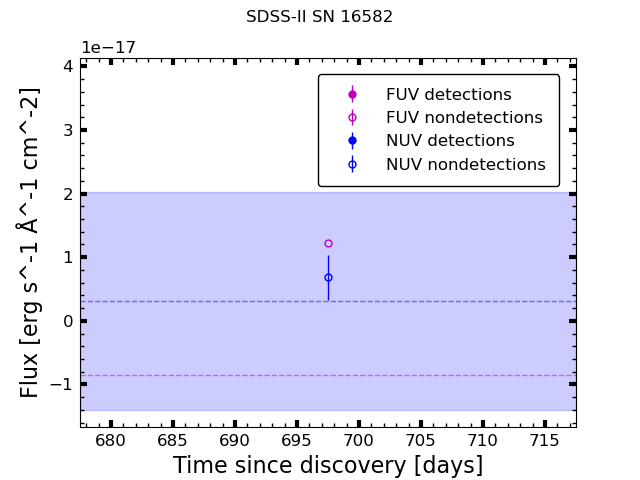 SDSS-II SN 16582
1e−17
4
3
2
1
0
−1
FUV detections
FUV nondetections
NUV detections
NUV nondetections
680 685 690 695 700 705 710 715
Time since discovery [days]
Flux [erg s^-1 Å^-1 cm^-2]